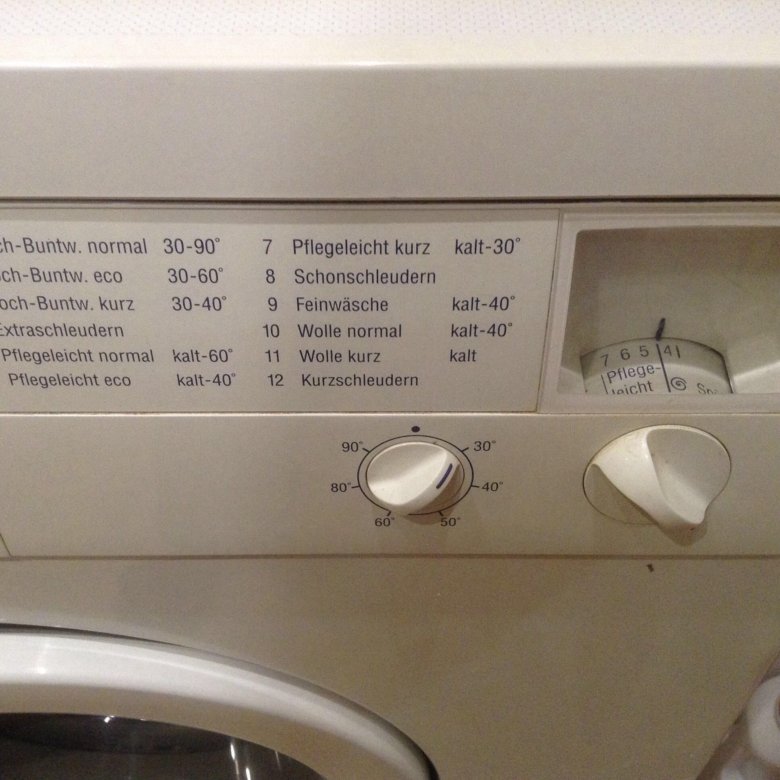 ch-Buntw. normal 30-90°
ch-Buntw. eco 30-60°
och-Buntw. kurz 30-40°
Extraschleudern
Pflegeleicht normal kalt-60°
Pflegeleicht eco kalt-40°
7 Pflegeleicht kurz kalt-30°
8 Schonschleudern
9 Feinwäsche kalt-40°
10 Wolle normal kalt-40°
11 Wolle kurz kalt
12 Kurzschleudern
7 6 5 4
Pflege-
leicht
90° 30°
80° 40°
60° 50°